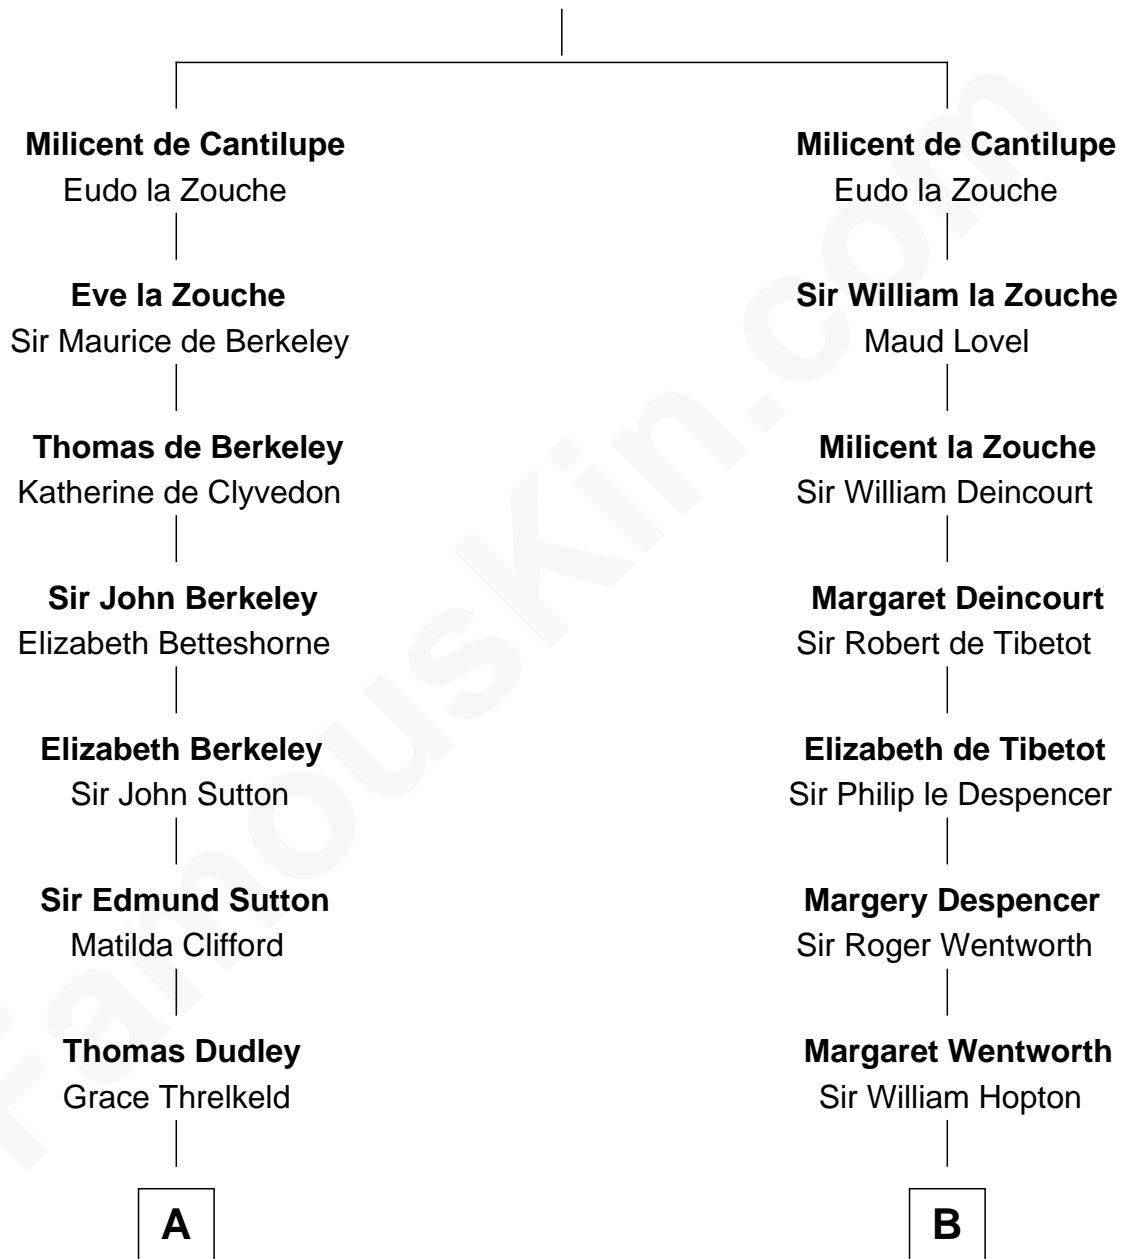 Milicent de Cantilupe
Eudo la Zouche
Eve la Zouche
Sir Maurice de Berkeley
Thomas de Berkeley
Katherine de Clyvedon
Sir John Berkeley
Elizabeth Betteshorne
Elizabeth Berkeley
Sir John Sutton
Sir Edmund Sutton
Matilda Clifford
Thomas Dudley
Grace Threlkeld
A
Milicent de Cantilupe
Eudo la Zouche
Sir William la Zouche
Maud Lovel
Milicent la Zouche
Sir William Deincourt
Margaret Deincourt
Sir Robert de Tibetot
Elizabeth de Tibetot
Sir Philip le Despencer
Margery Despencer
Sir Roger Wentworth
Margaret Wentworth
Sir William Hopton
B
FamousKin.com